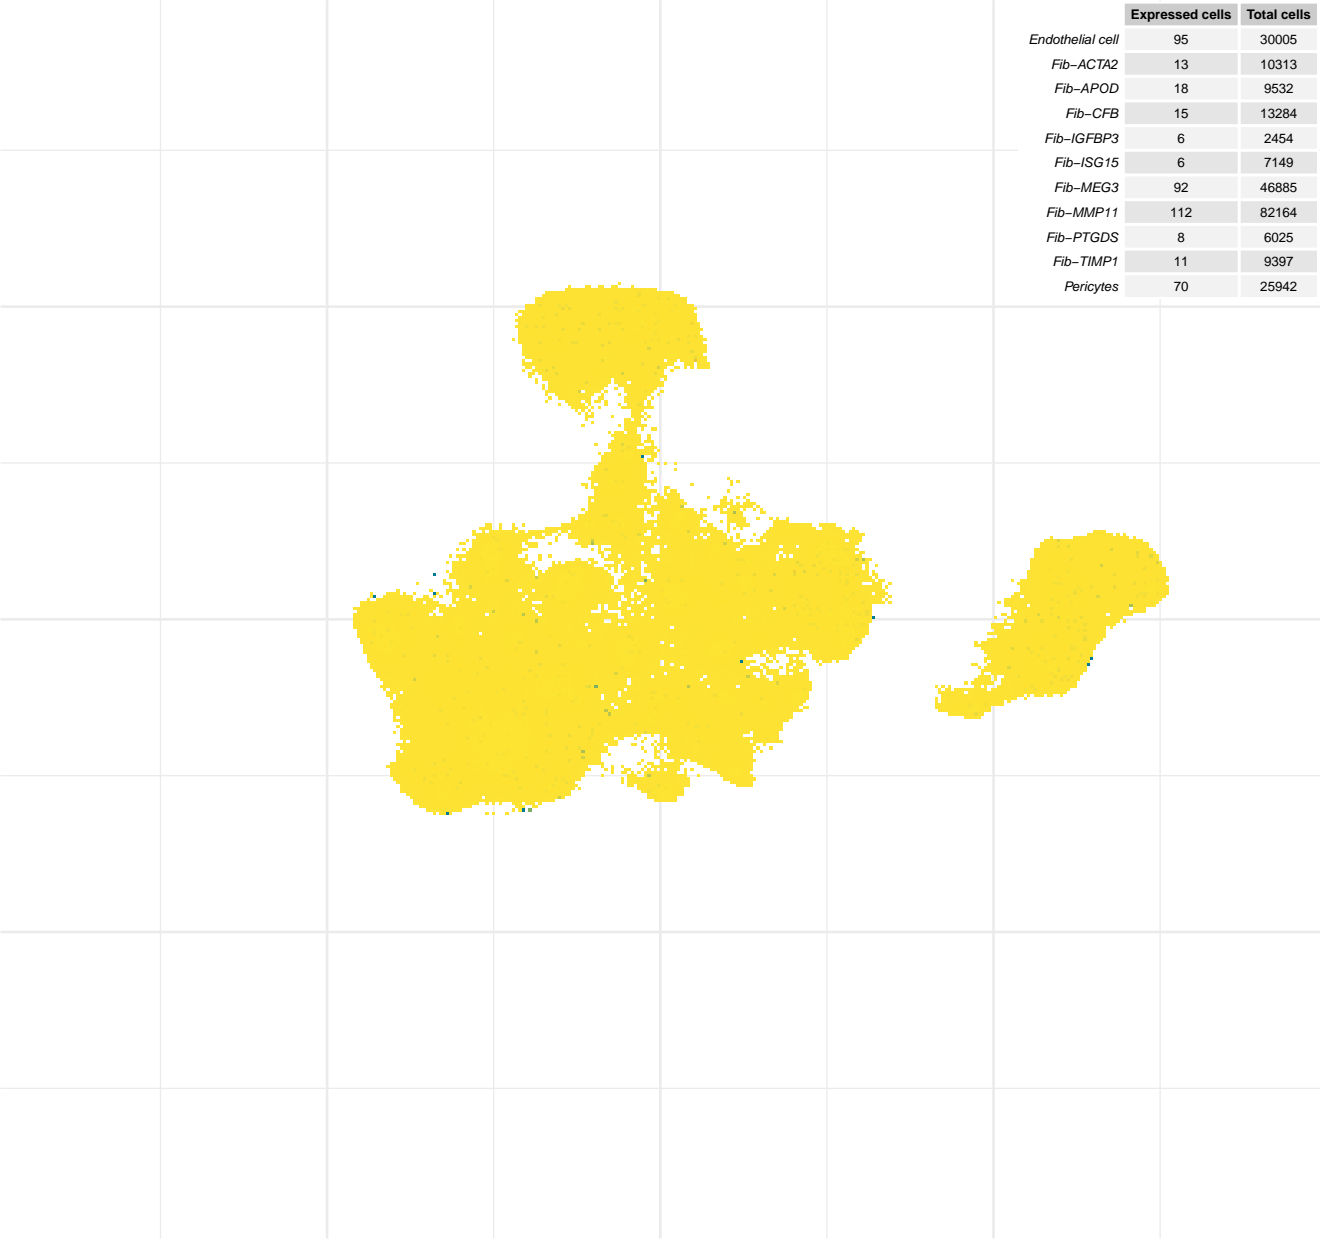 Expressed cells Total cells
Endothelial cell 95 30005
Fib−ACTA2 13 10313
Fib−APOD 18 9532
Fib−CFB 15 13284
Fib−IGFBP3 6 2454
Fib−ISG15 6 7149
Fib−MEG3 92 46885
Fib−MMP11 112 82164
Fib−PTGDS 8 6025
Fib−TIMP1 11 9397
Pericytes 70 25942